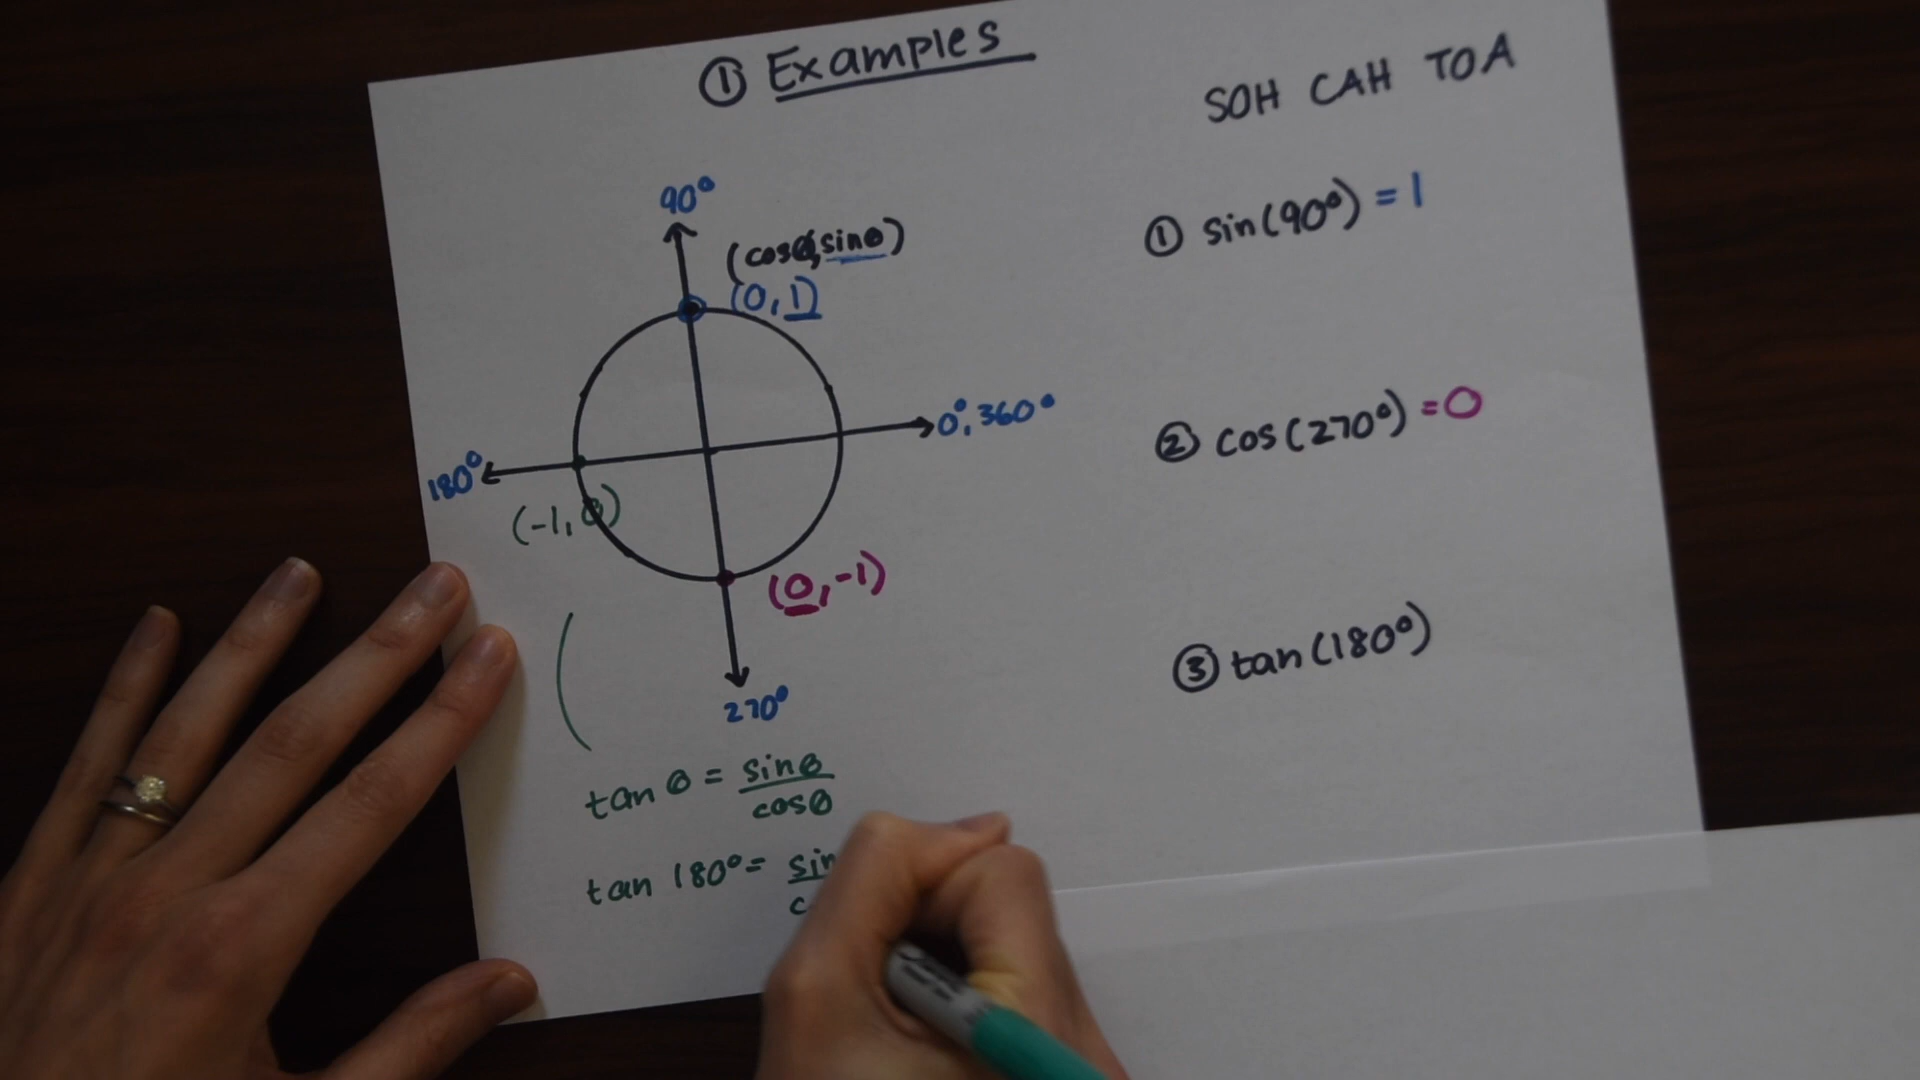 ① Examples
SOH CAH TOA
90°
(cosθ, sinθ)
(0, 1)
0°, 360°
180°
(-1, 0)
(0, -1)
270°
(
tan θ = sinθ
cosθ
tan 180° = sin
c
① sin(90°) = 1
② cos(270°) = 0
③ tan(180°)